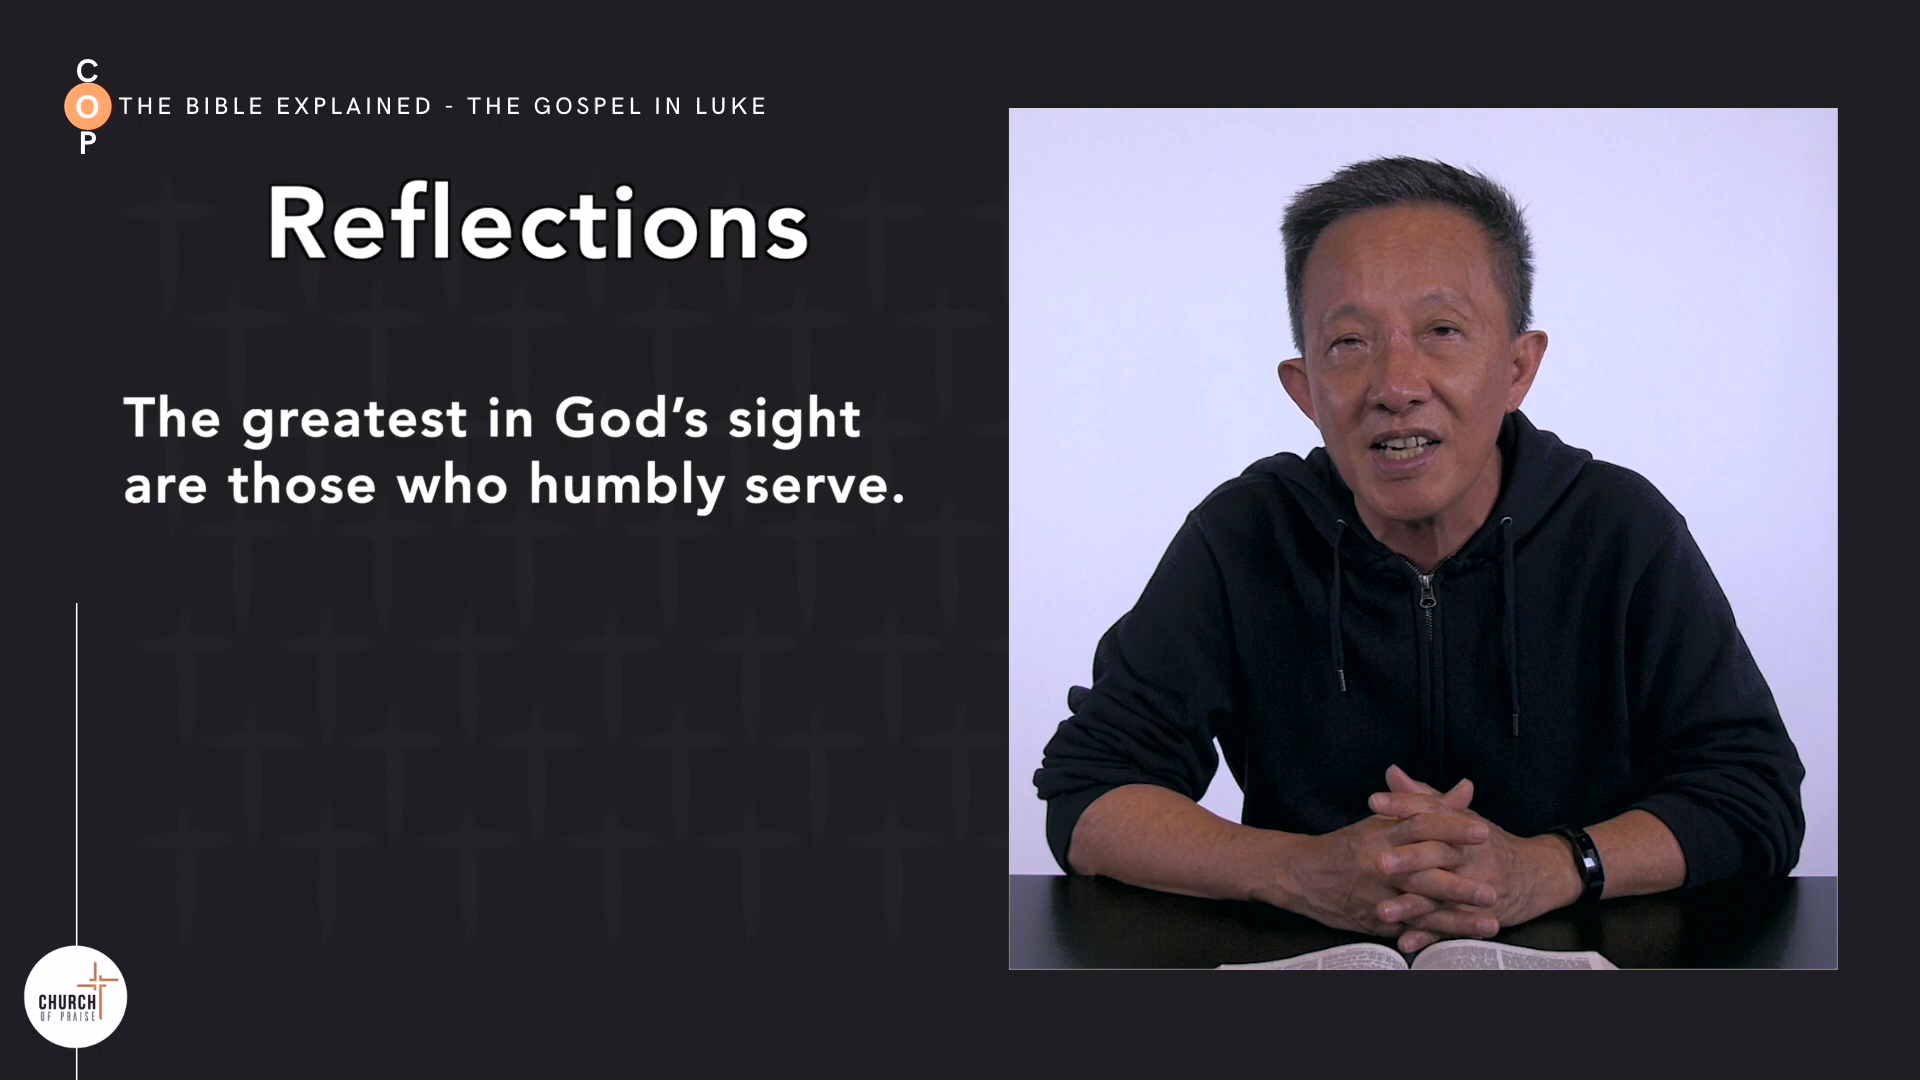 C
O
P
THE BIBLE EXPLAINED - THE GOSPEL IN LUKE
Reflections
The greatest in God’s sight
are those who humbly serve.
CHURCH
OF PRAISE